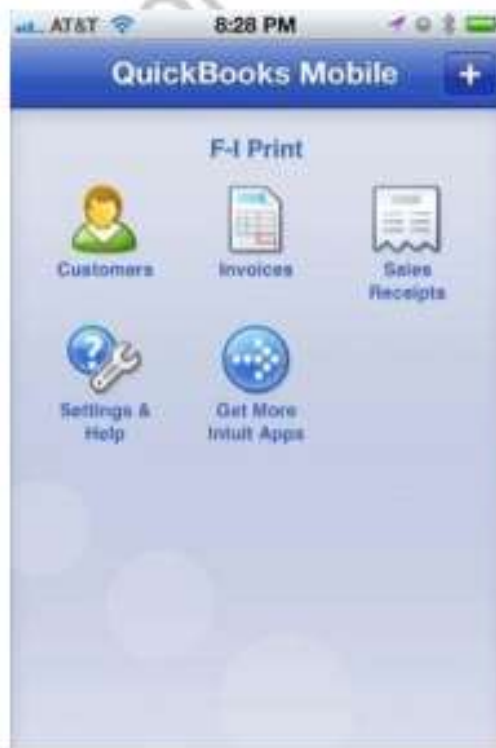 AT&T 8:28 PM
QuickBooks Mobile +
F-I Print
Customers Invoices Sales Receipts
Settings & Help Get More Intuit Apps